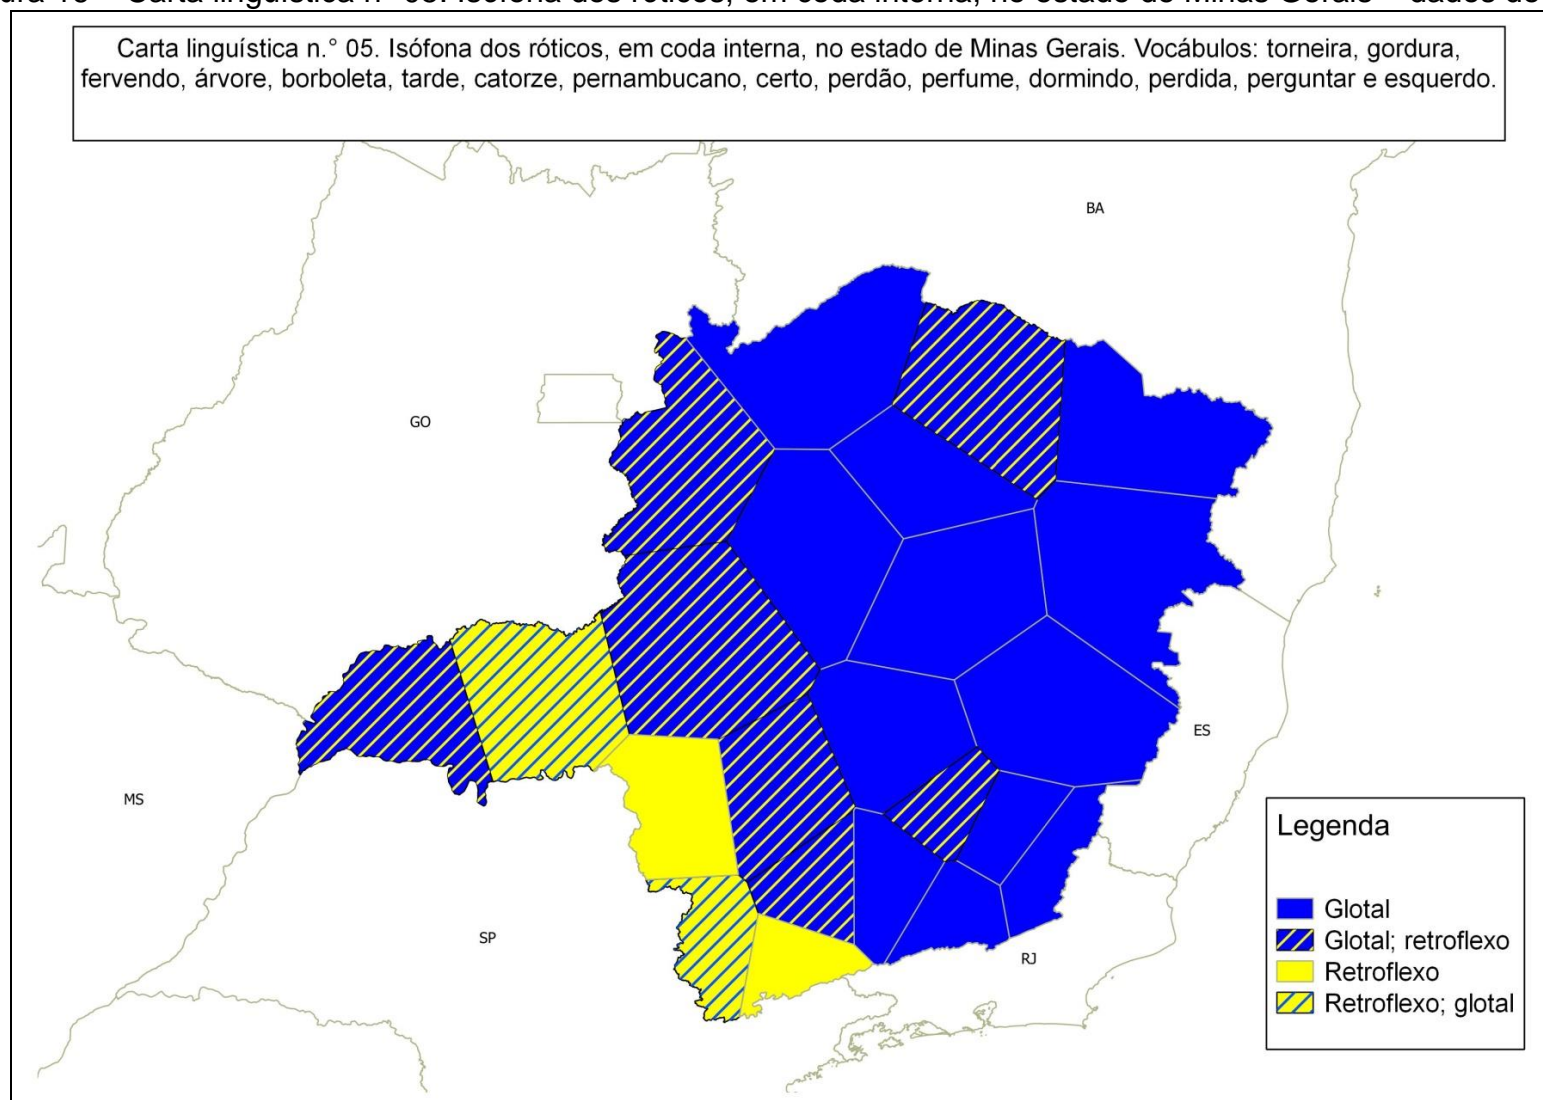 Carta linguística n.° 05. Isófona dos róticos, em coda interna, no estado de Minas Gerais. Vocábulos: torneira, gordura,
fervendo, árvore, borboleta, tarde, catorze, pernambucano, certo, perdão, perfume, dormindo, perdida, perguntar e esquerdo.
BA
GO
ES
MS
SP
RJ
Legenda
Glotal
Glotal; retroflexo
Retroflexo
Retroflexo; glotal